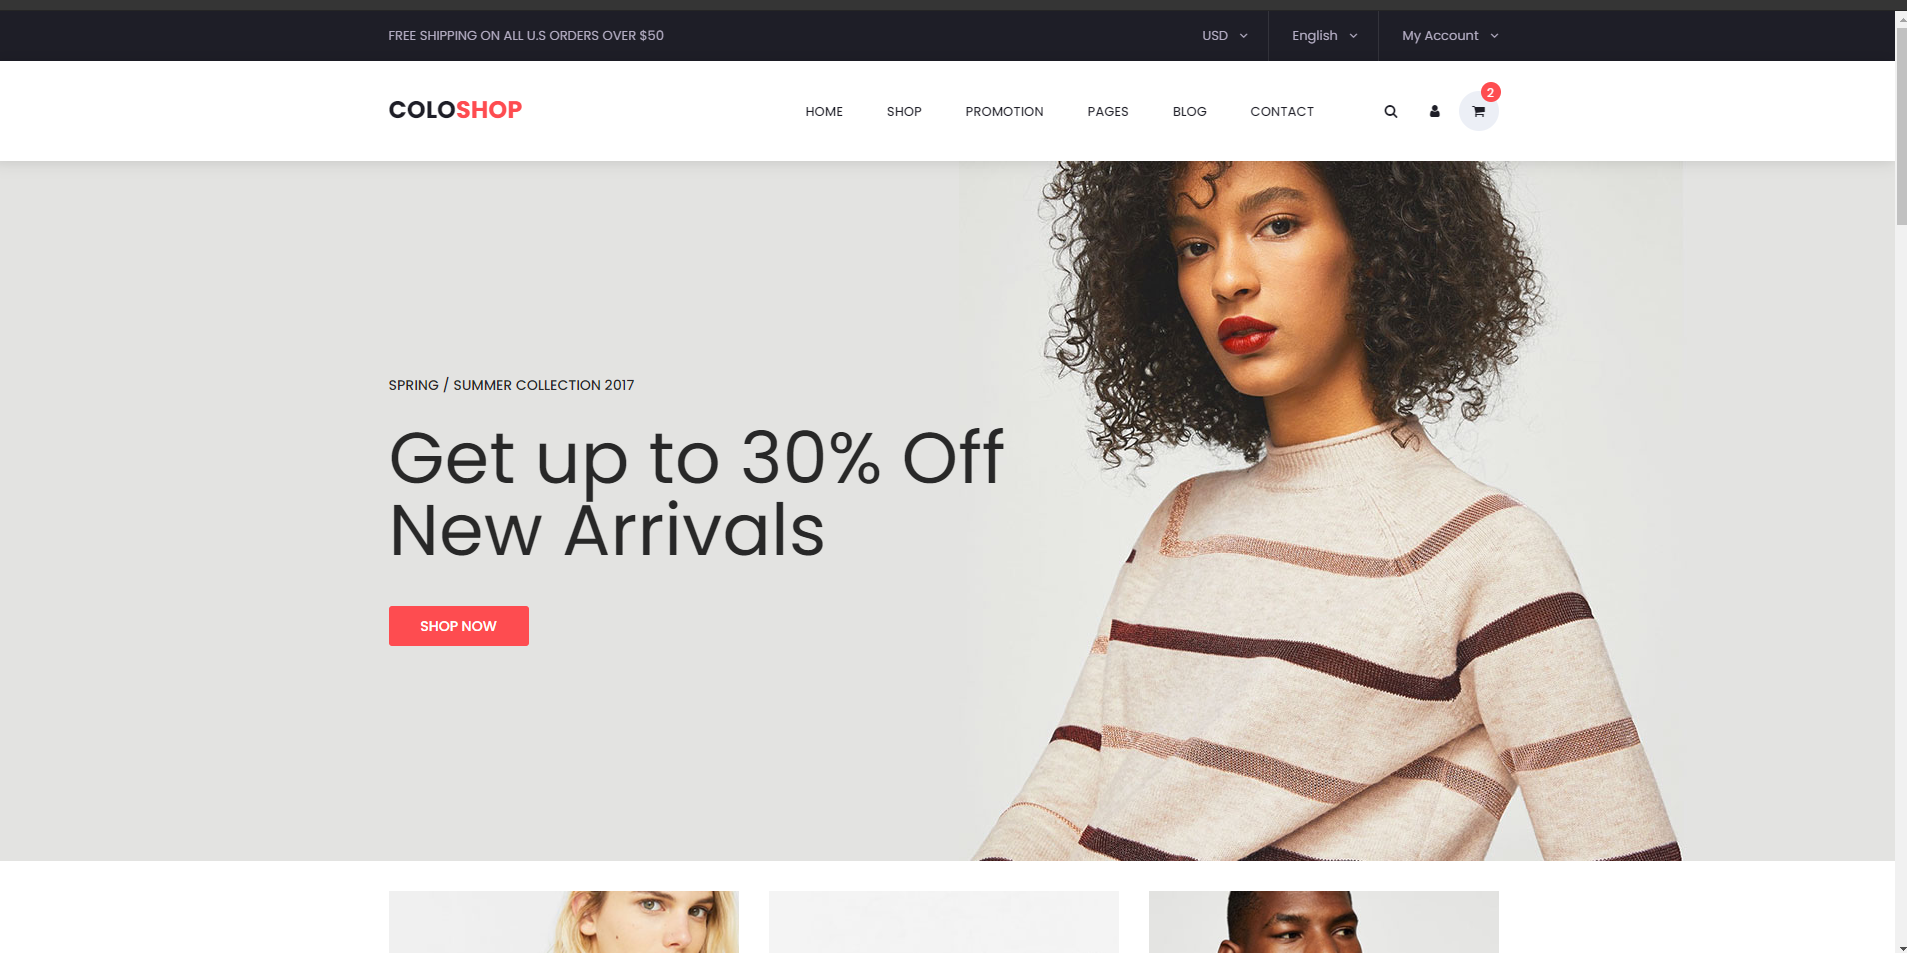 FREE SHIPPING ON ALL U.S ORDERS OVER $50
USD
English
My Account
COLOSHOP
HOME
SHOP
PROMOTION
PAGES
BLOG
CONTACT
2
SPRING / SUMMER COLLECTION 2017
Get up to 30% Off
New Arrivals
SHOP NOW